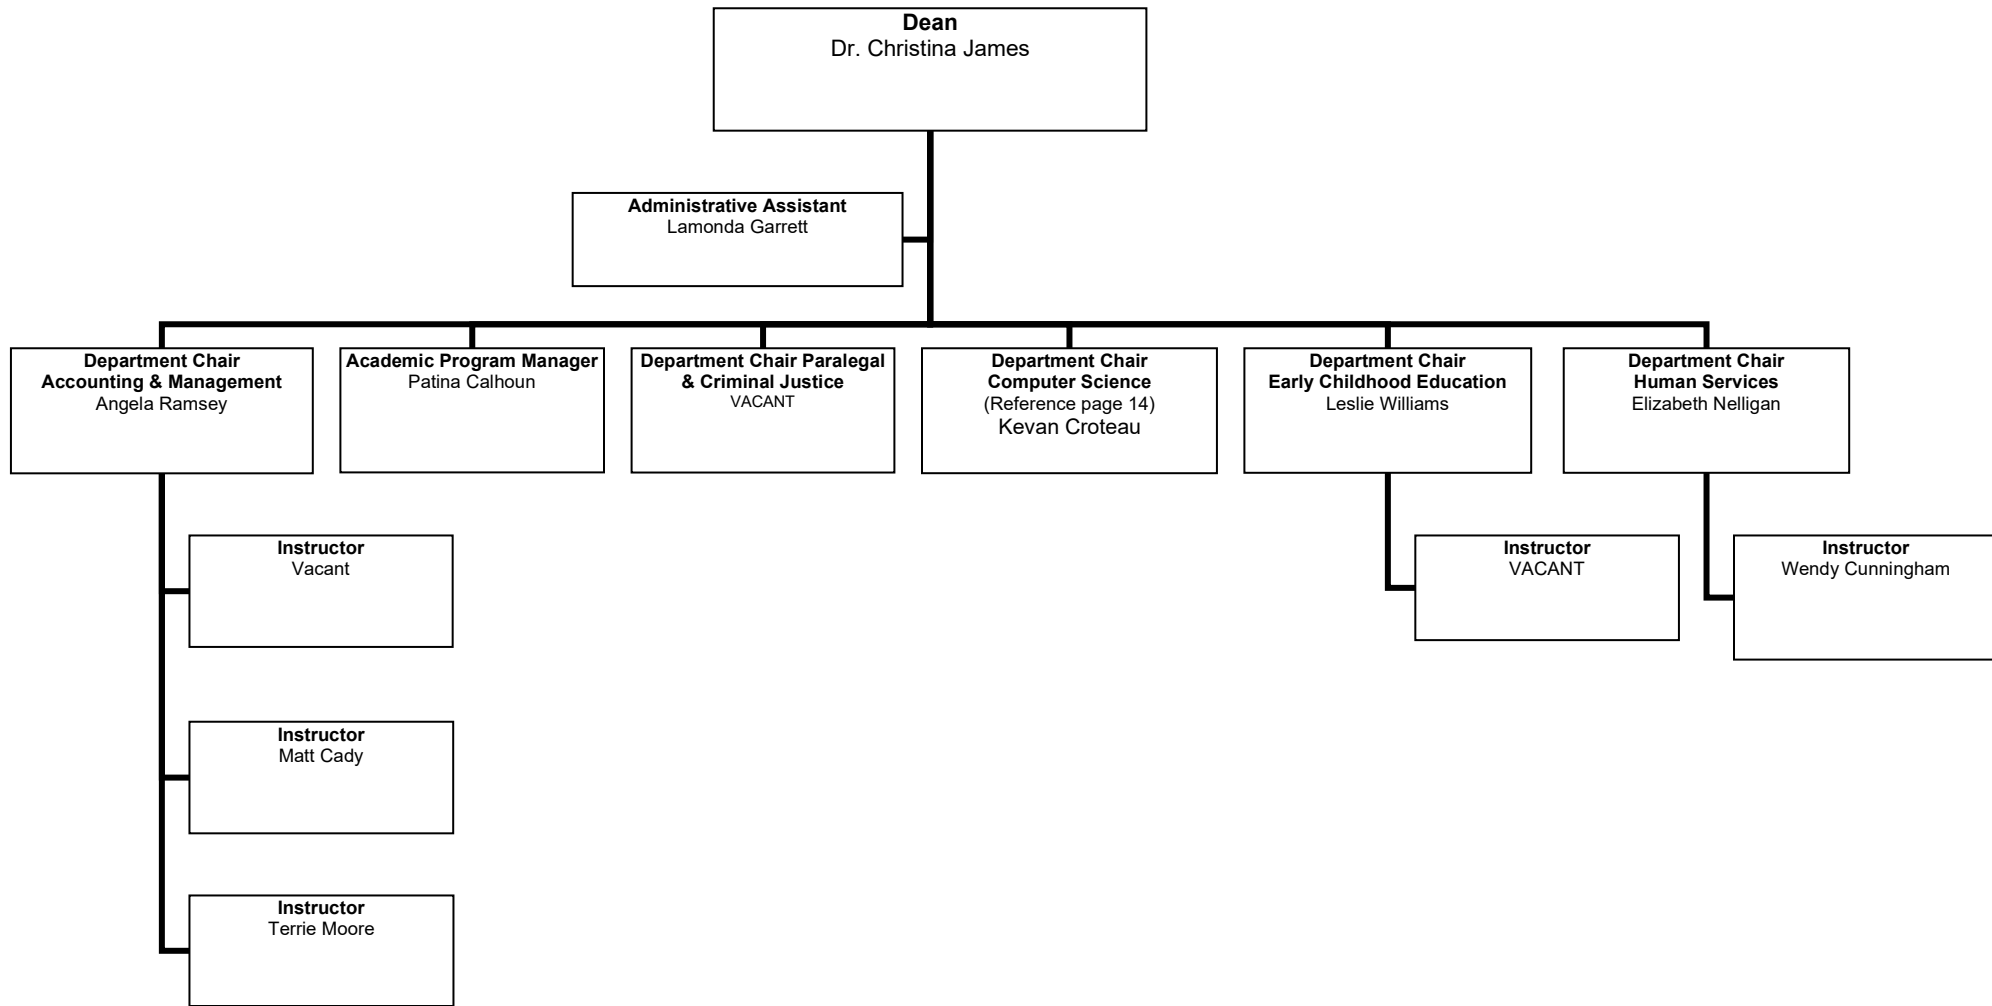 Dean
Dr. Christina James
Administrative Assistant
Lamonda Garrett
Department Chair
Accounting & Management
Angela Ramsey
Academic Program Manager
Patina Calhoun
Department Chair Paralegal
& Criminal Justice
VACANT
Department Chair
Computer Science
(Reference page 14)
Kevan Croteau
Department Chair
Early Childhood Education
Leslie Williams
Department Chair
Human Services
Elizabeth Nelligan
Instructor
Vacant
Instructor
VACANT
Instructor
Wendy Cunningham
Instructor
Matt Cady
Instructor
Terrie Moore